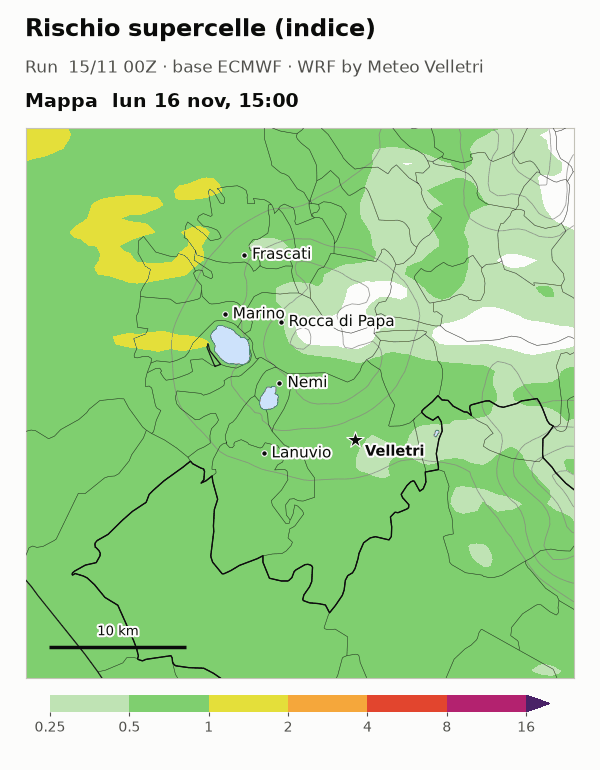 Rischio supercelle (indice)
Run  15/11 00Z · base ECMWF · WRF by Meteo Velletri
Mappa  lun 16 nov, 15:00
Frascati
Marino
Rocca di Papa
Nemi
Velletri
Lanuvio
10 km
0.25 0.5 1 2 4 8 16